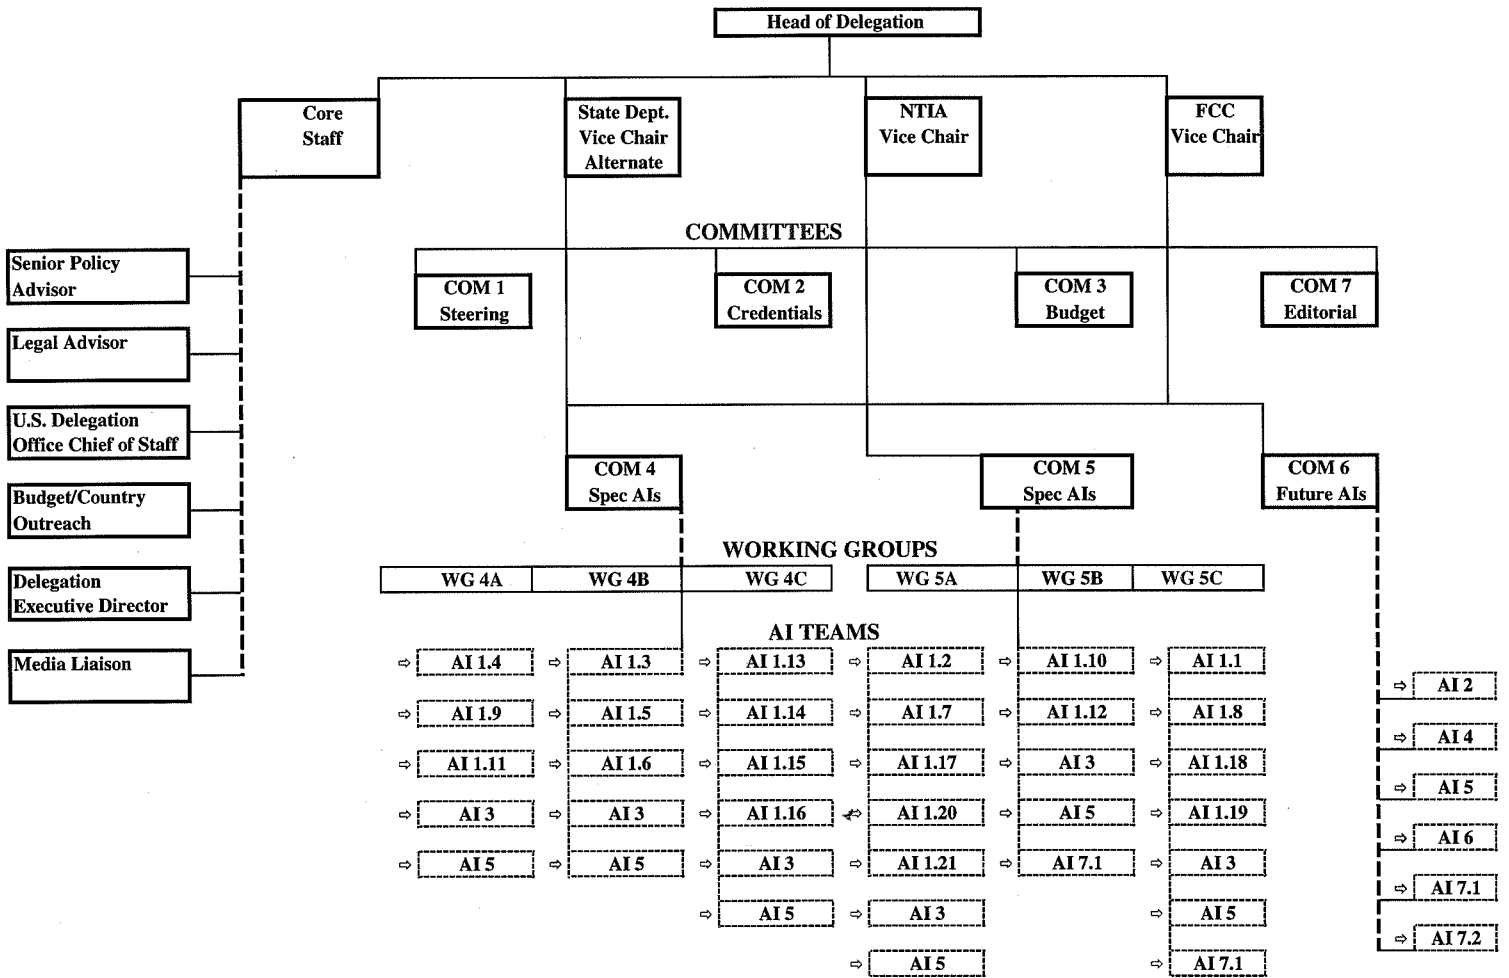 Head of Delegation
Core
Staff
State Dept.
Vice Chair
Alternate
NTIA
Vice Chair
FCC
Vice Chair
COMMITTEES
Senior Policy
Advisor
Legal Advisor
U.S. Delegation
Office Chief of Staff
Budget/Country
Outreach
Delegation
Executive Director
Media Liaison
COM 1
Steering
COM 2
Credentials
COM 3
Budget
COM 7
Editorial
COM 4
Spec AIs
COM 5
Spec AIs
COM 6
Future AIs
WORKING GROUPS
WG 4A
WG 4B
WG 4C
WG 5A
WG 5B
WG 5C
AI TEAMS
AI 1.4
AI 1.9
AI 1.11
AI 3
AI 5
AI 1.3
AI 1.5
AI 1.6
AI 3
AI 5
AI 1.13
AI 1.14
AI 1.15
AI 1.16
AI 3
AI 5
AI 1.2
AI 1.7
AI 1.17
AI 1.20
AI 1.21
AI 3
AI 5
AI 1.10
AI 1.12
AI 3
AI 5
AI 7.1
AI 1.1
AI 1.8
AI 1.18
AI 1.19
AI 3
AI 5
AI 7.1
AI 2
AI 4
AI 5
AI 6
AI 7.1
AI 7.2